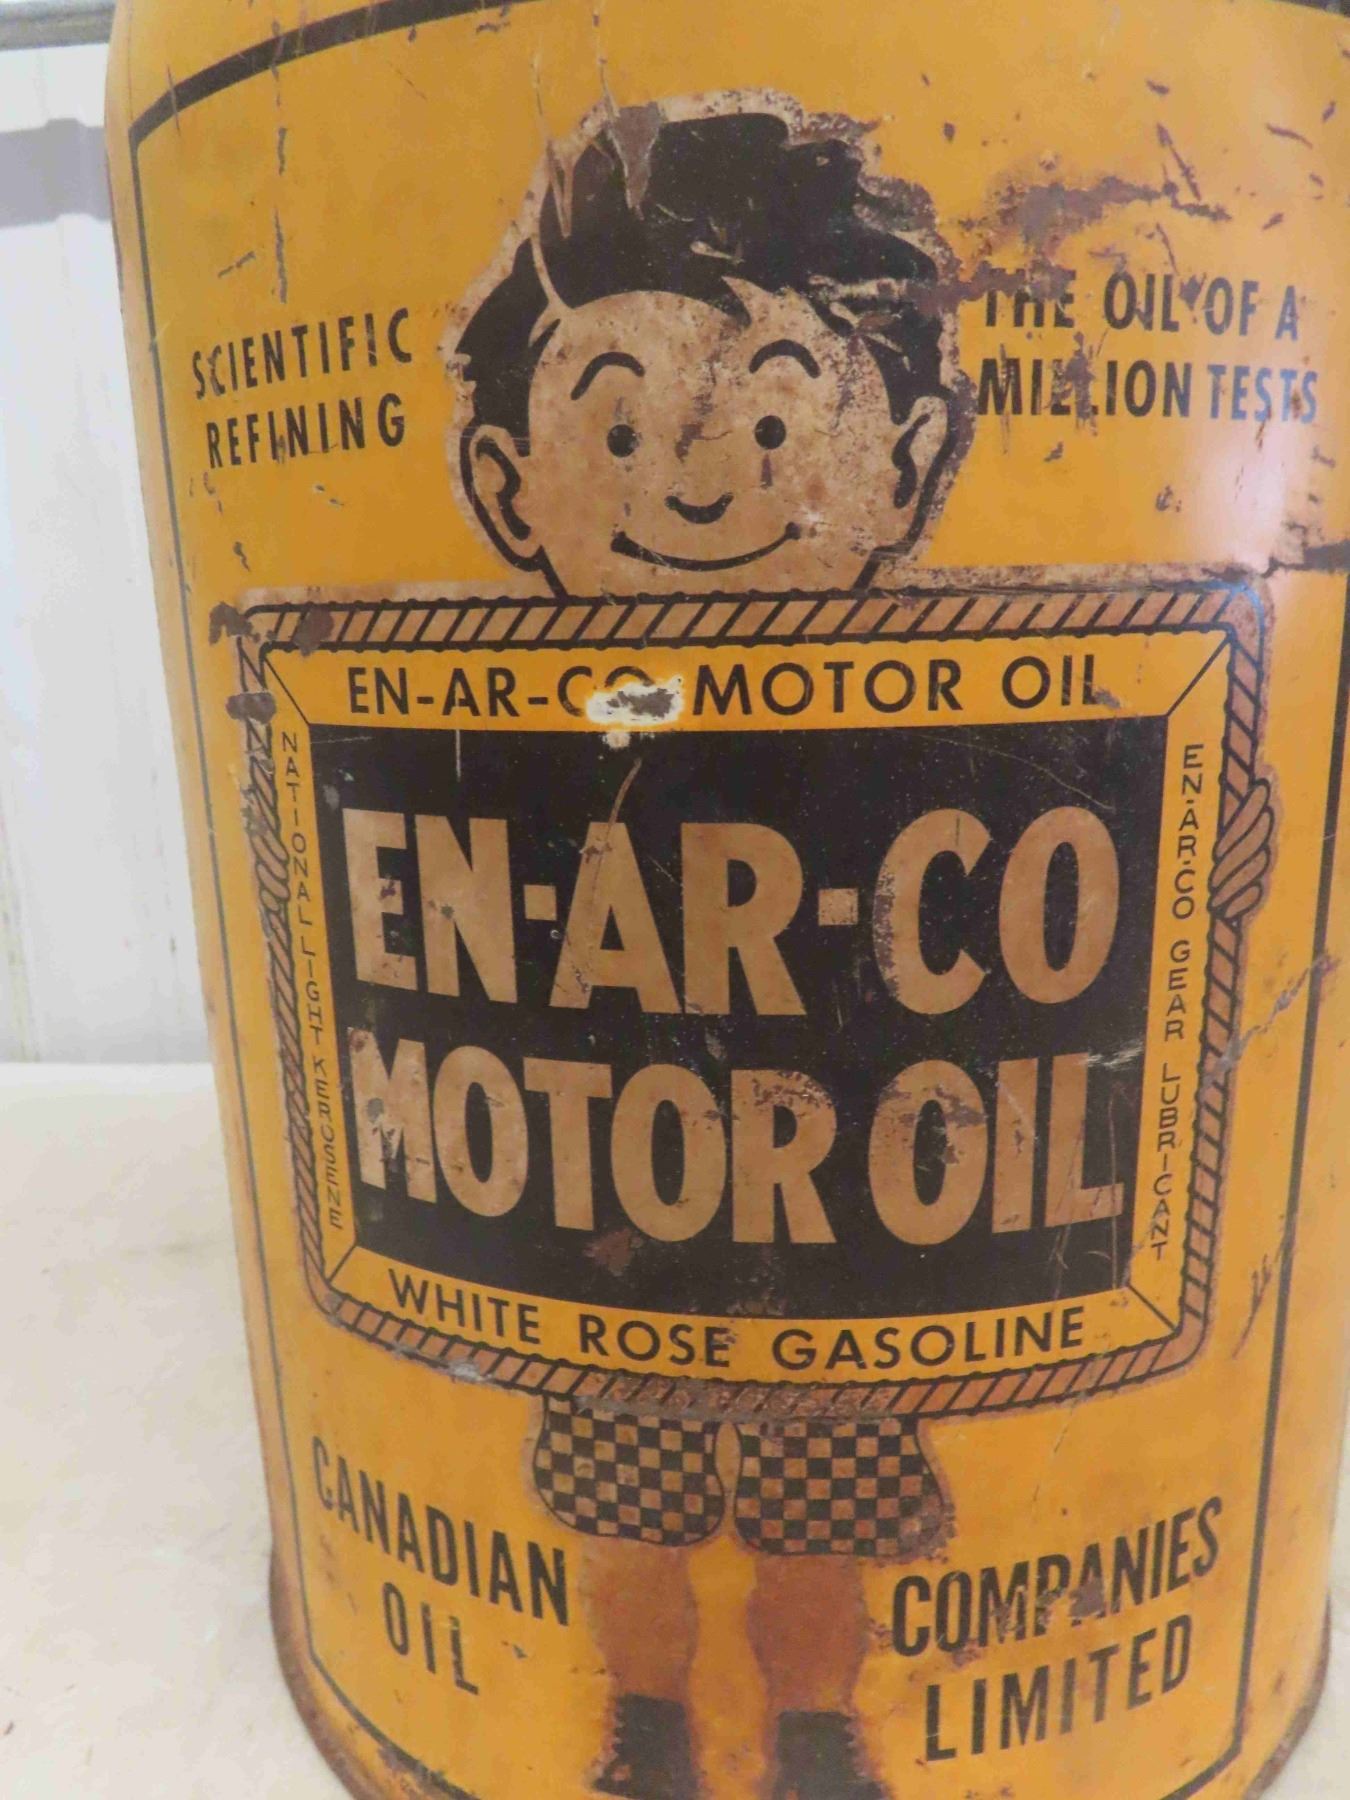 SCIENTIFIC
REFINING
THE OIL OF A
MILLION TESTS
EN-AR-CO MOTOR OIL
NATIONAL LIGHT KEROSENE
EN-AR-CO
MOTOR OIL
EN-AR-CO GEAR LUBRICANT
WHITE ROSE GASOLINE
CANADIAN
OIL
COMPANIES
LIMITED